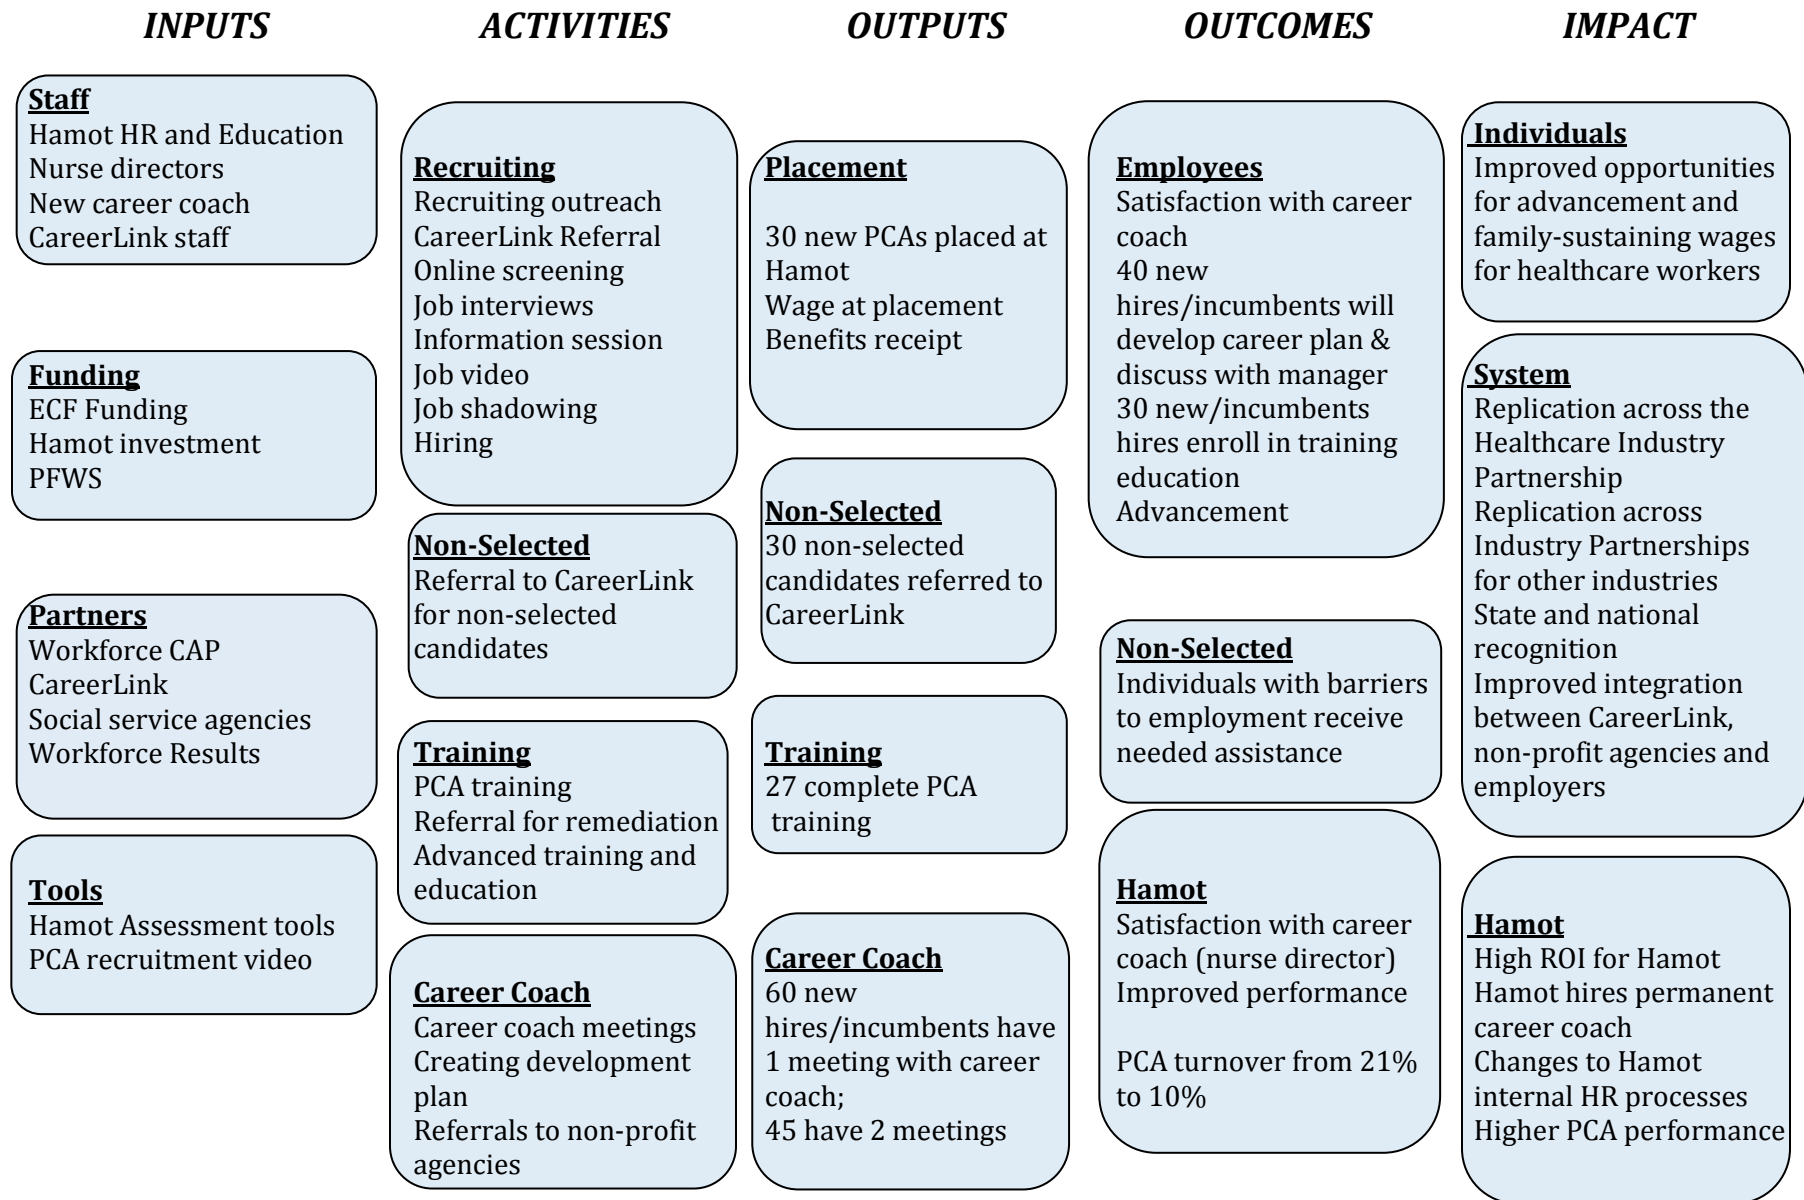 INPUTS
ACTIVITIES
OUTPUTS
OUTCOMES
IMPACT
Staff
Hamot HR and Education
Nurse directors
New career coach
CareerLink staff
Funding
ECF Funding
Hamot investment
PFWS
Partners
Workforce CAP
CareerLink
Social service agencies
Workforce Results
Tools
Hamot Assessment tools
PCA recruitment video
Recruiting
Recruiting outreach
CareerLink Referral
Online screening
Job interviews
Information session
Job video
Job shadowing
Hiring
Non-Selected
Referral to CareerLink
for non-selected
candidates
Training
PCA training
Referral for remediation
Advanced training and
education
Career Coach
Career coach meetings
Creating development
plan
Referrals to non-profit
agencies
Placement
30 new PCAs placed at
Hamot
Wage at placement
Benefits receipt
Non-Selected
30 non-selected
candidates referred to
CareerLink
Training
27 complete PCA
training
Career Coach
60 new
hires/incumbents have
1 meeting with career
coach;
45 have 2 meetings
Employees
Satisfaction with career
coach
40 new
hires/incumbents will
develop career plan &
discuss with manager
30 new/incumbents
hires enroll in training
education
Advancement
Non-Selected
Individuals with barriers
to employment receive
needed assistance
Hamot
Satisfaction with career
coach (nurse director)
Improved performance
PCA turnover from 21%
to 10%
Individuals
Improved opportunities
for advancement and
family-sustaining wages
for healthcare workers
System
Replication across the
Healthcare Industry
Partnership
Replication across
Industry Partnerships
for other industries
State and national
recognition
Improved integration
between CareerLink,
non-profit agencies and
employers
Hamot
High ROI for Hamot
Hamot hires permanent
career coach
Changes to Hamot
internal HR processes
Higher PCA performance